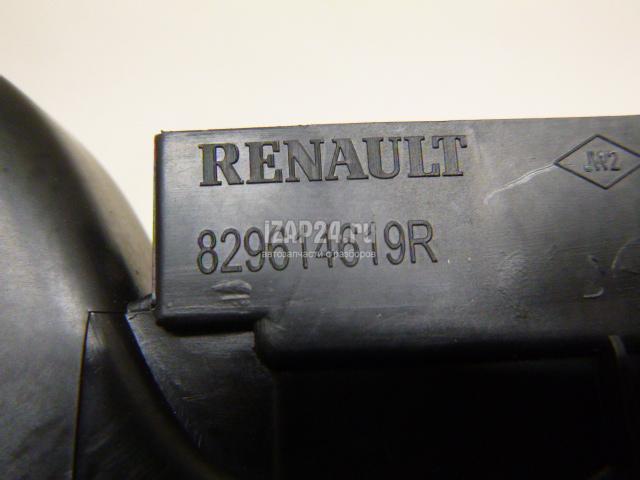 RENAULT
JW2
829614619R
IZAP24.ru
автозапчасти с разборов